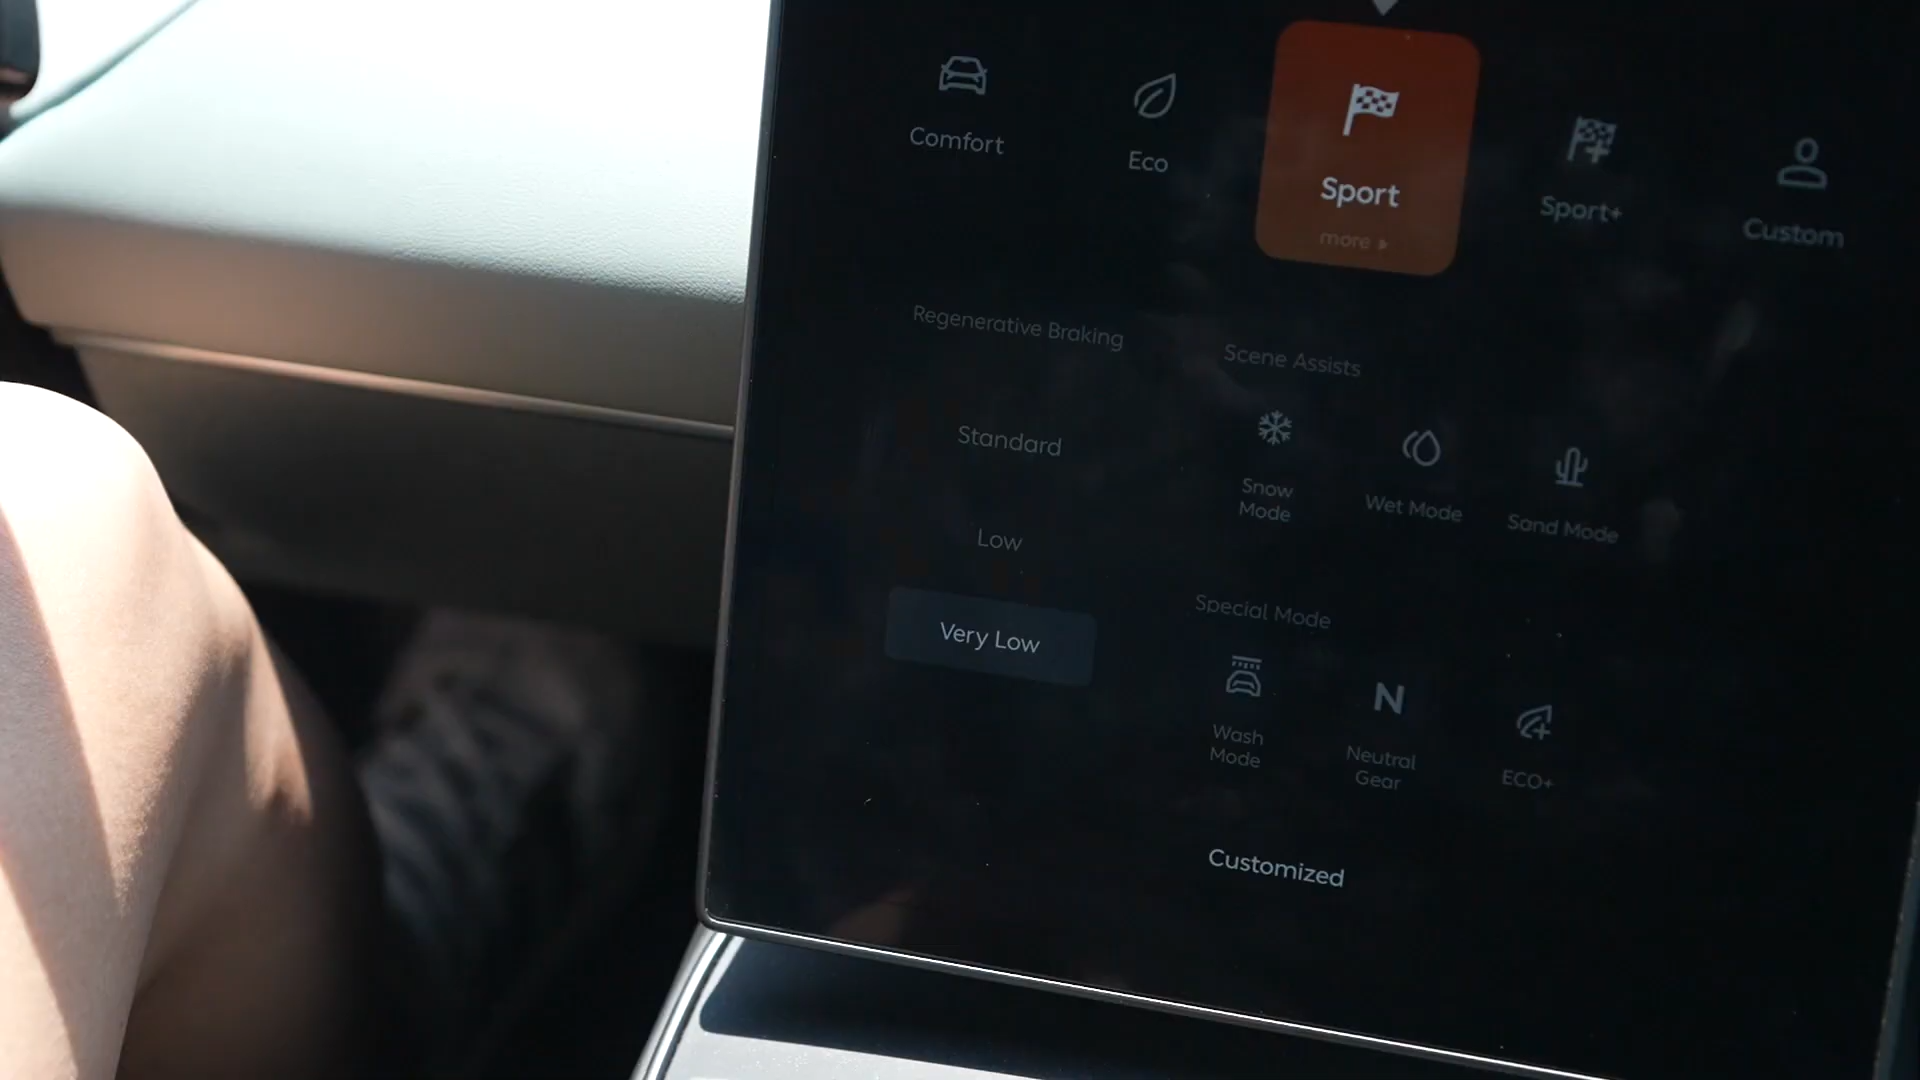 Comfort
Eco
Sport
more
Sport+
Custom
Regenerative Braking
Standard
Low
Very Low
Scene Assists
Snow
Mode
Wet Mode
Sand Mode
Special Mode
Wash
Mode
N
Neutral
Gear
ECO+
Customized